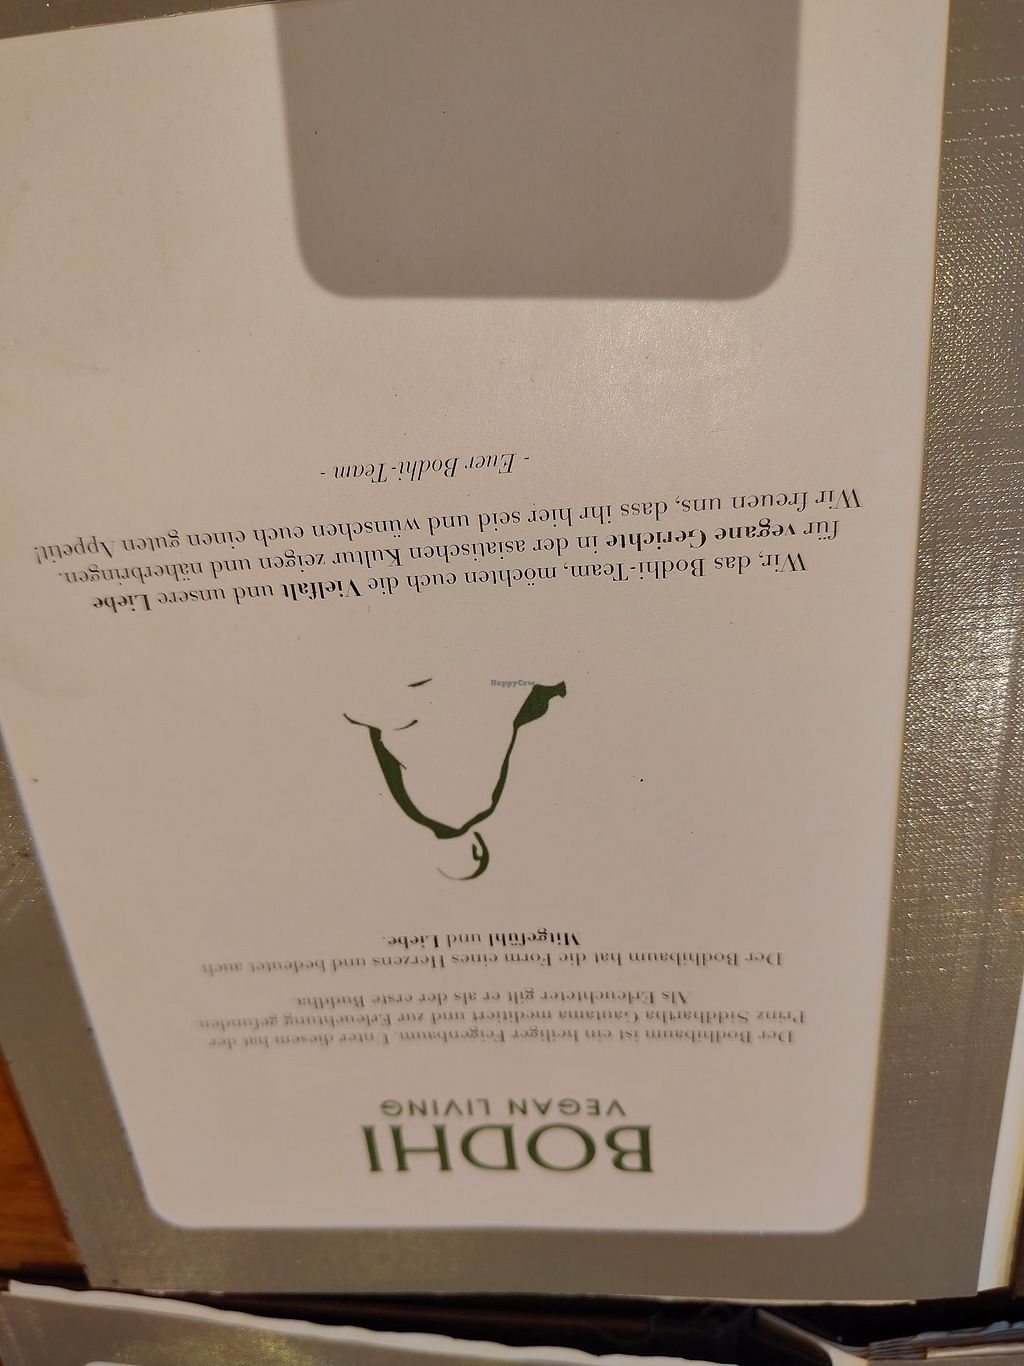 BODHI
VEGAN LIVING
Der Bodhibaum ist ein heiliger Feigenbaum. Unter diesem hat der
Prinz Siddhartha Gautama meditiert und zur Erleuchtung gefunden.
Als Erleuchteter gilt er als der erste Buddha.
Der Bodhibaum hat die Form eines Herzens und bedeutet auch
Mitgefühl und Liebe.
HappyCow
Wir, das Bodhi-Team, möchten euch die Vielfalt und unsere Liebe
für vegane Gerichte in der asiatischen Kultur zeigen und näherbringen.
Wir freuen uns, dass ihr hier seid und wünschen euch einen guten Appetit!
- Euer Bodhi-Team -